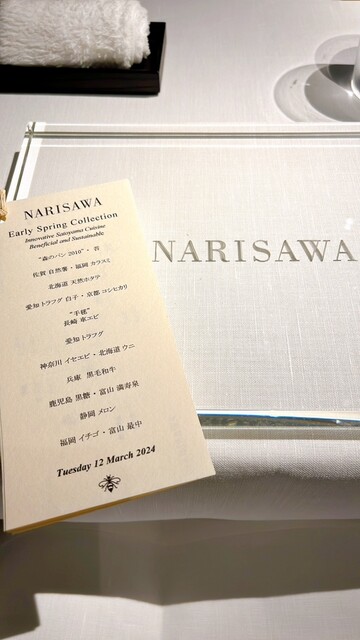 NARISAWA
Early Spring Collection
Innovative Satoyama Cuisine
Beneficial and Sustainable
“森のパン 2010”・苔
佐賀 自然薯・福岡 カラスミ
北海道 天然ホタテ
愛知 トラフグ 白子・京都 コシヒカリ
“手毬”
長崎 車エビ
愛知 トラフグ
神奈川 イセエビ・北海道 ウニ
兵庫 黒毛和牛
鹿児島 黒糖・富山 満寿泉
静岡 メロン
福岡 イチゴ・富山 最中
Tuesday 12 March 2024
NARISAWA